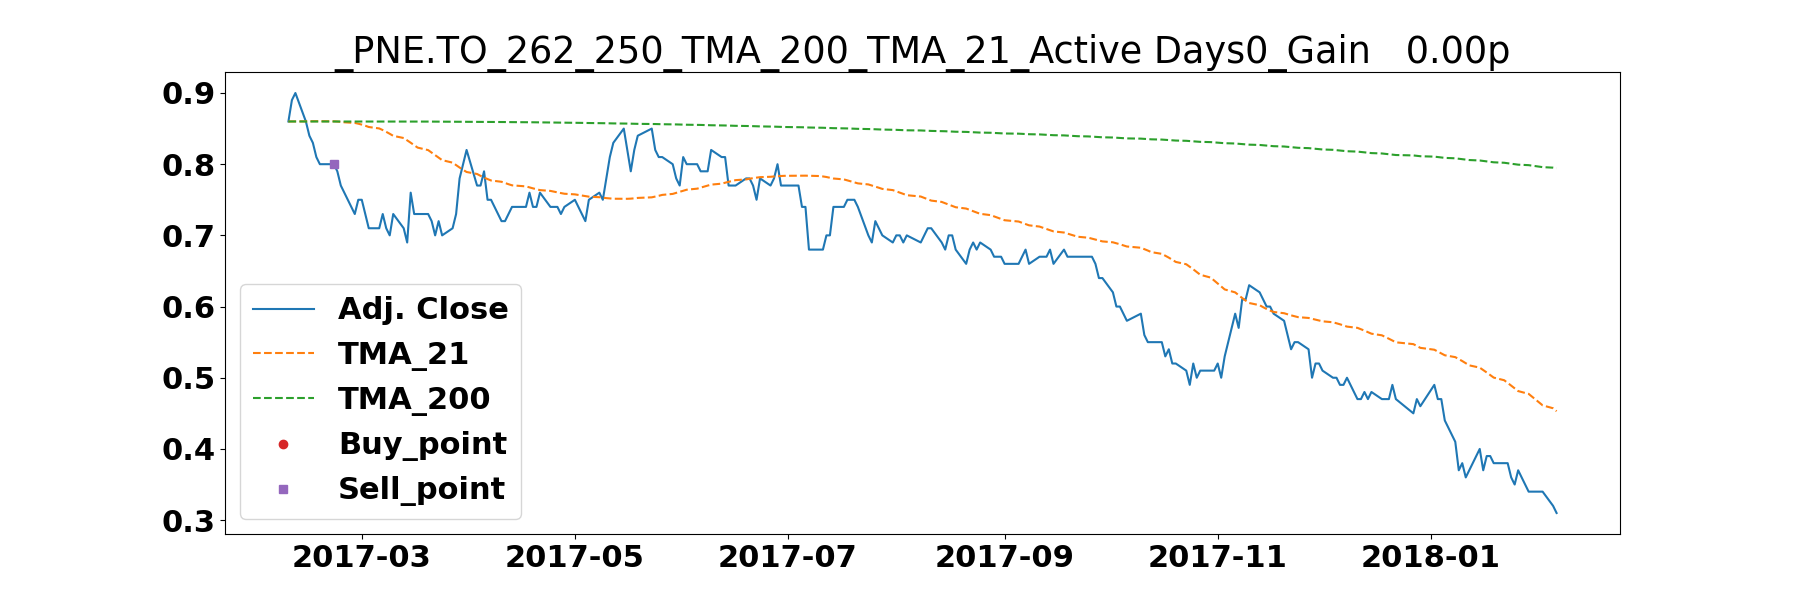 _PNE.TO_262_250_TMA_200_TMA_21_Active Days0_Gain   0.00p
0.9
0.8
0.7
0.6
0.5
0.4
0.3
Adj. Close
TMA_21
TMA_200
Buy_point
Sell_point
2017-03 2017-05 2017-07 2017-09 2017-11 2018-01